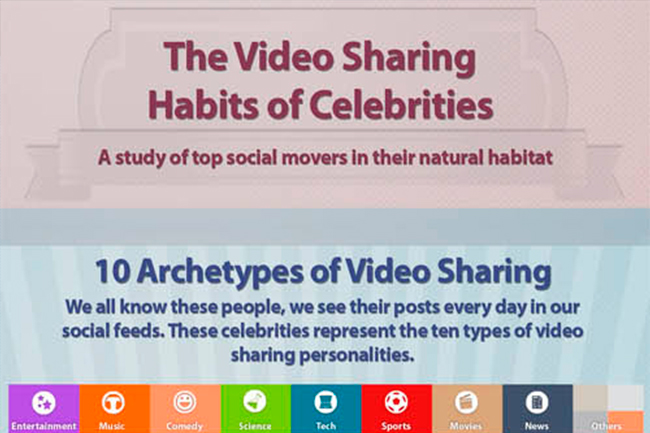 The Video Sharing
Habits of Celebrities
A study of top social movers in their natural habitat
10 Archetypes of Video Sharing
We all know these people, we see their posts every day in our
social feeds. These celebrities represent the ten types of video
sharing personalities.
Entertainment Music Comedy Science Tech Sports Movies News Others